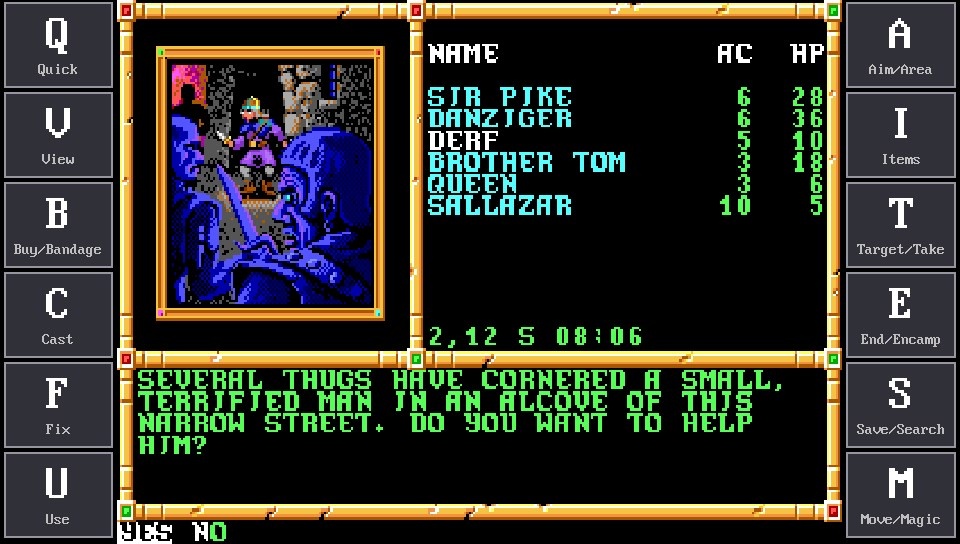 Q
Quick
V
View
B
Buy/Bandage
C
Cast
F
Fix
U
Use
NAME AC HP
SIR PIKE 6 28
DANZIGER 6 36
DERF 5 10
BROTHER TOM 3 18
QUEEN 3 6
SALLAZAR 10 5
2,12 S 08:06
SEVERAL THUGS HAVE CORNERED A SMALL,
TERRIFIED MAN IN AN ALCOVE OF THIS
NARROW STREET. DO YOU WANT TO HELP
HIM?
YES NO
A
Aim/Area
I
Items
T
Target/Take
E
End/Encamp
S
Save/Search
M
Move/Magic